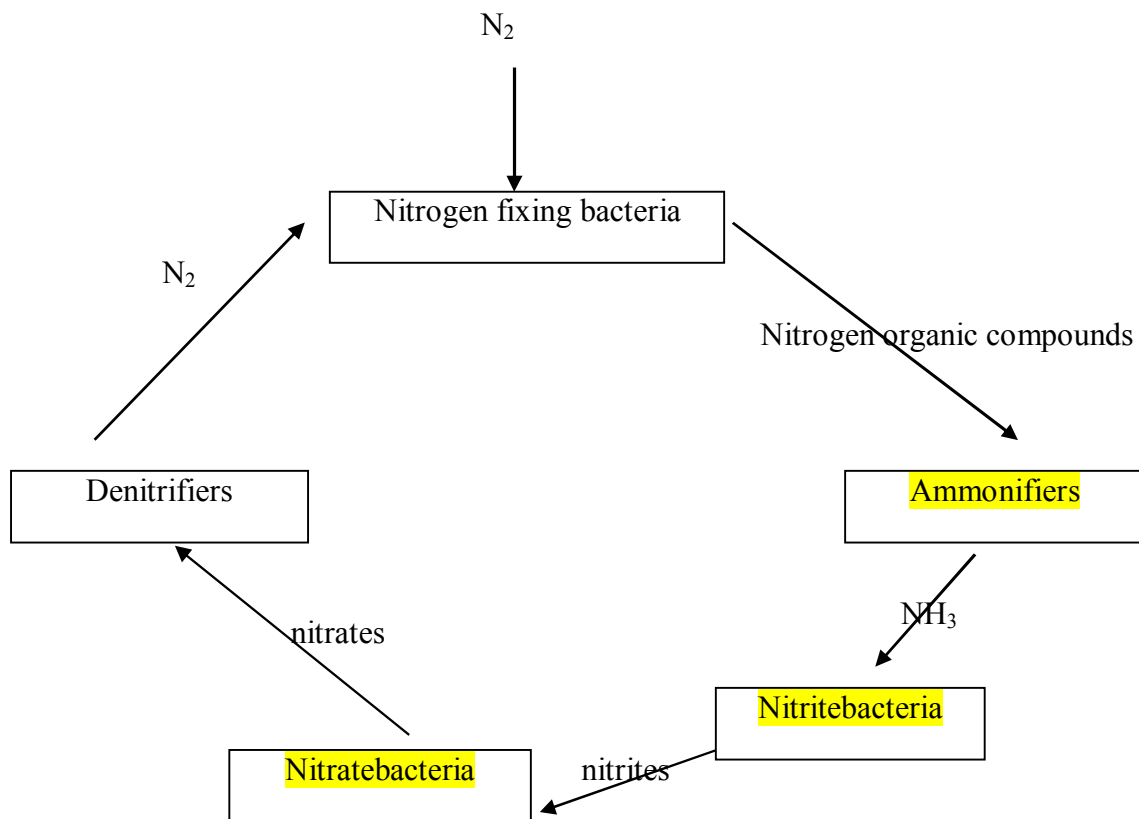 N₂
Nitrogen fixing bacteria
N₂
Nitrogen organic compounds
Denitrifiers
Ammonifiers
NH₃
nitrates
Nitritebacteria
Nitratebacteria
nitrites